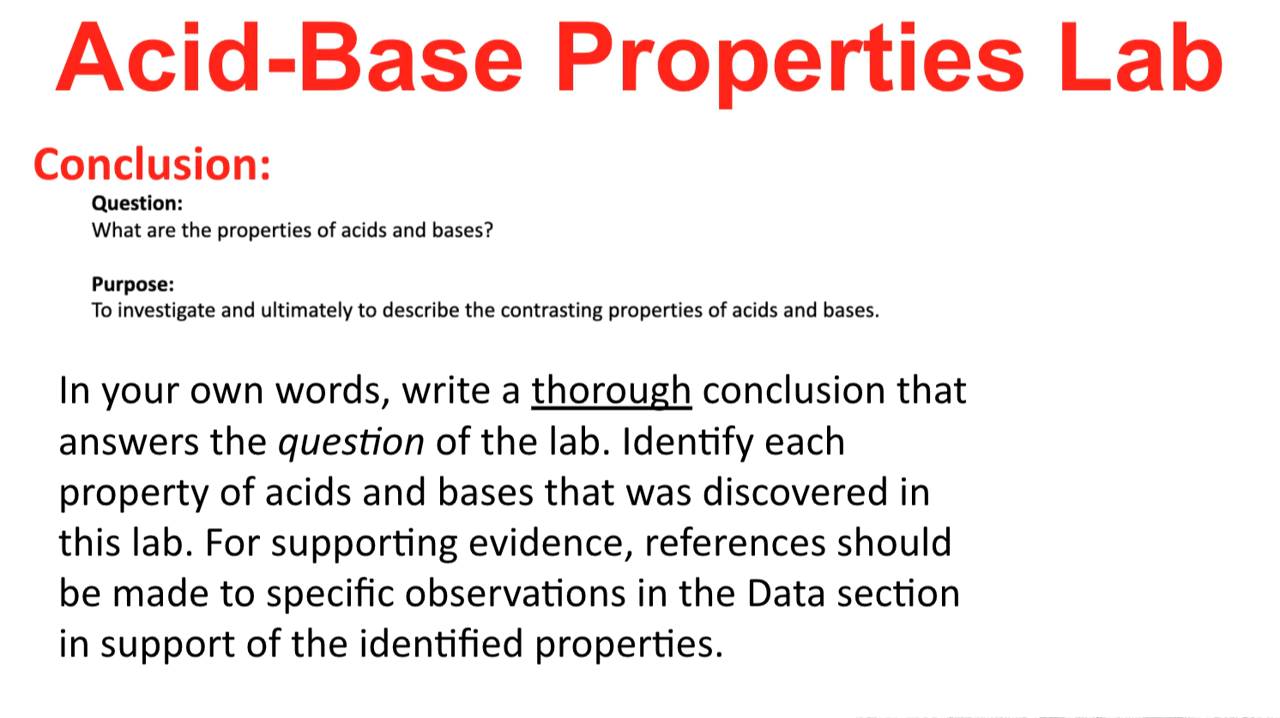 Acid-Base Properties Lab
Conclusion:
Question:
What are the properties of acids and bases?
Purpose:
To investigate and ultimately to describe the contrasting properties of acids and bases.
In your own words, write a thorough conclusion that
answers the question of the lab. Identify each
property of acids and bases that was discovered in
this lab. For supporting evidence, references should
be made to specific observations in the Data section
in support of the identified properties.